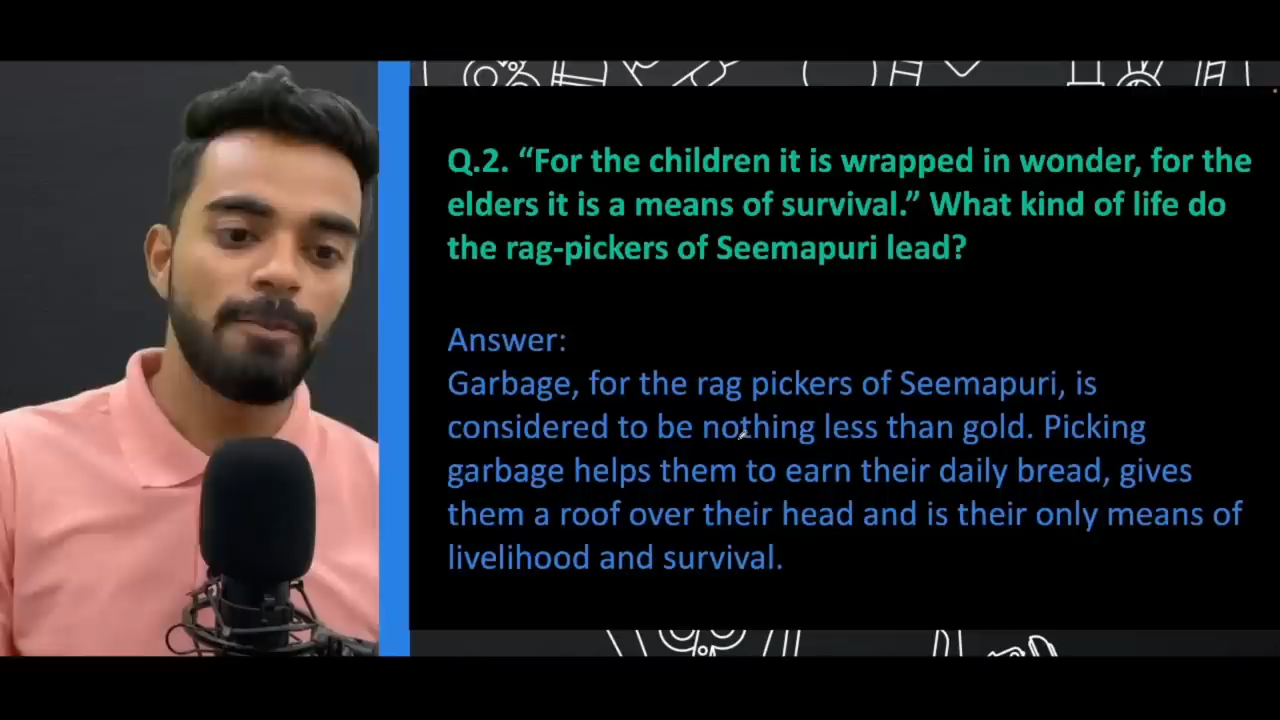 Q.2. “For the children it is wrapped in wonder, for the
elders it is a means of survival.” What kind of life do
the rag-pickers of Seemapuri lead?
Answer:
Garbage, for the rag pickers of Seemapuri, is
considered to be nothing less than gold. Picking
garbage helps them to earn their daily bread, gives
them a roof over their head and is their only means of
livelihood and survival.